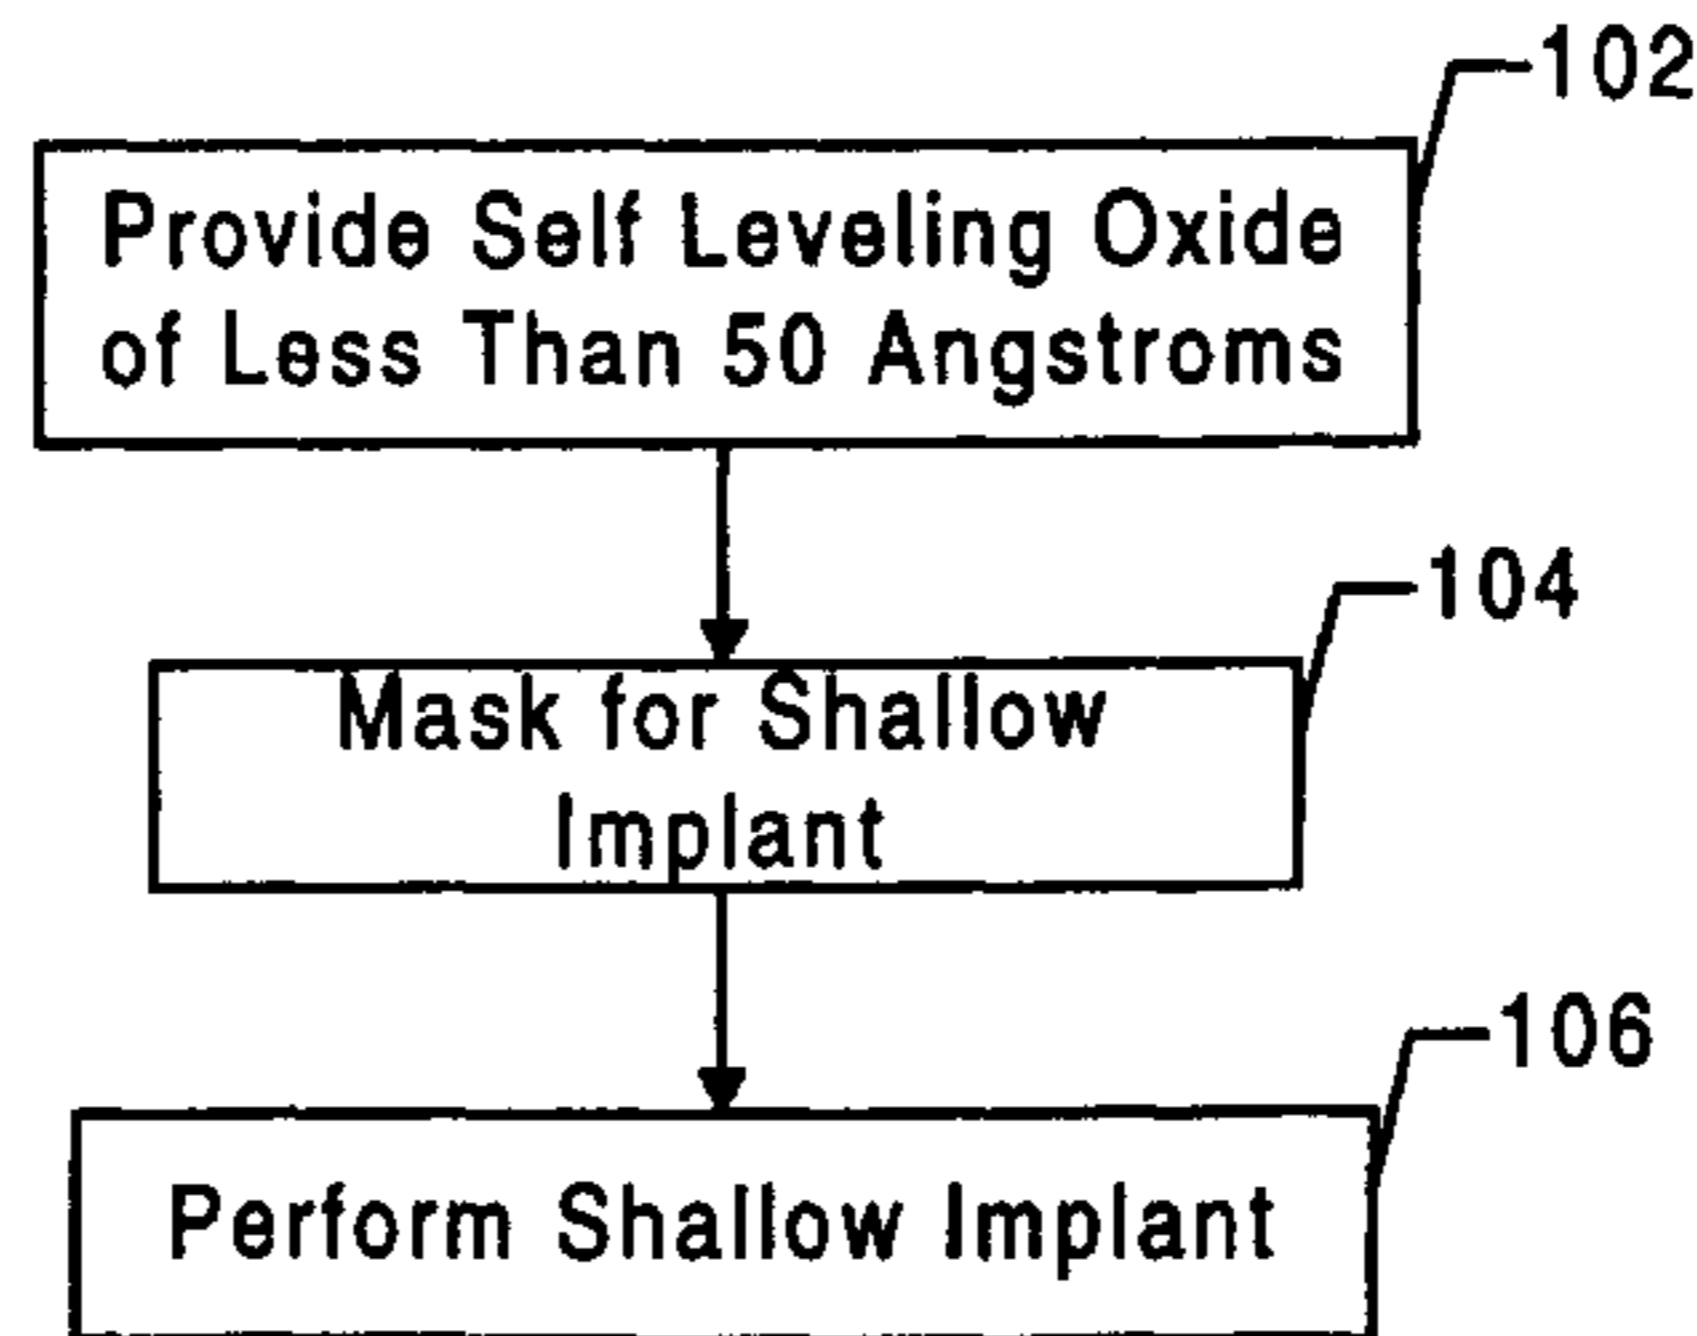 102
Provide Self Leveling Oxide
of Less Than 50 Angstroms
104
Mask for Shallow
Implant
106
Perform Shallow Implant